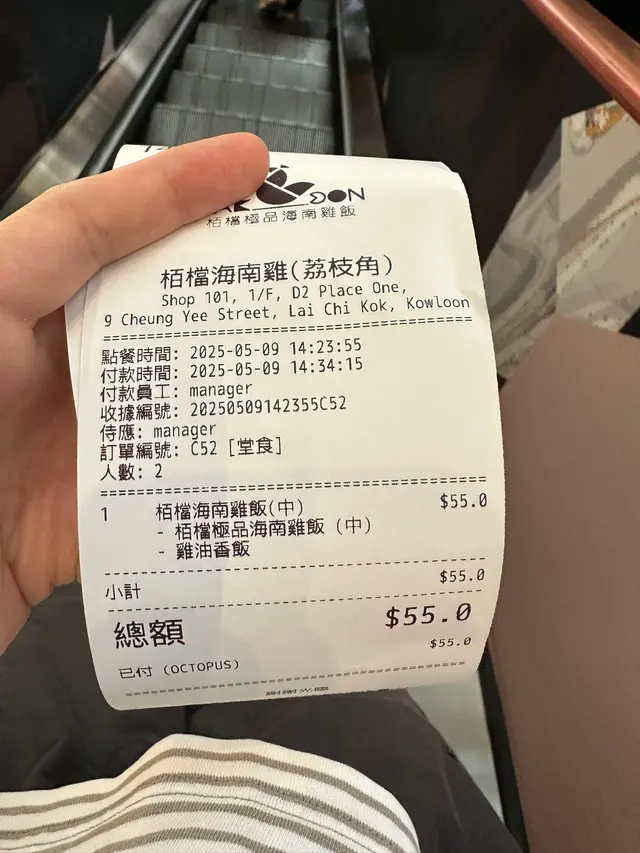 DON
栢檔極品海南雞飯
栢檔海南雞(荔枝角)
Shop 101, 1/F, D2 Place One,
9 Cheung Yee Street, Lai Chi Kok, Kowloon
點餐時間: 2025-05-09 14:23:55
付款時間: 2025-05-09 14:34:15
付款員工: manager
收據編號: 20250509142355C52
侍應: manager
訂單編號: C52 [堂食]
人數: 2
1 栢檔海南雞飯(中) $55.0
- 栢檔極品海南雞飯 (中)
- 雞油香飯
小計 $55.0
總額 $55.0
已付 (OCTOPUS) $55.0
謝謝光臨